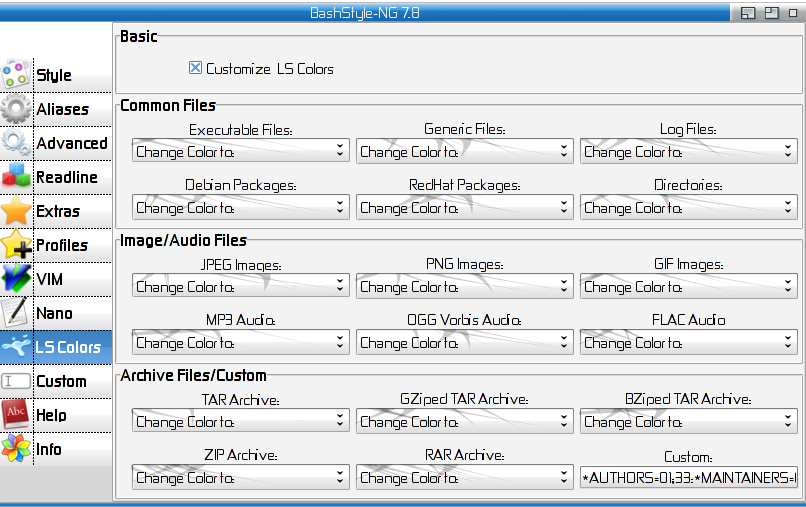 BashStyle-NG 7.8
Style
Aliases
Advanced
Readline
Extras
Profiles
VIM
Nano
LS Colors
Custom
Abc
Help
Info
Basic
Customize LS Colors
Common Files
Executable Files: Generic Files: Log Files:
Change Color to: Change Color to: Change Color to:
Debian Packages: RedHat Packages: Directories:
Change Color to: Change Color to: Change Color to:
Image/Audio Files
JPEG Images: PNG Images: GIF Images:
Change Color to: Change Color to: Change Color to:
MP3 Audio: OGG Vorbis Audio: FLAC Audio
Change Color to: Change Color to: Change Color to:
Archive Files/Custom
TAR Archive: GZiped TAR Archive: BZiped TAR Archive:
Change Color to: Change Color to: Change Color to:
ZIP Archive: RAR Archive: Custom:
Change Color to: Change Color to: *AUTHORS=01;33:*MAINTAINERS=